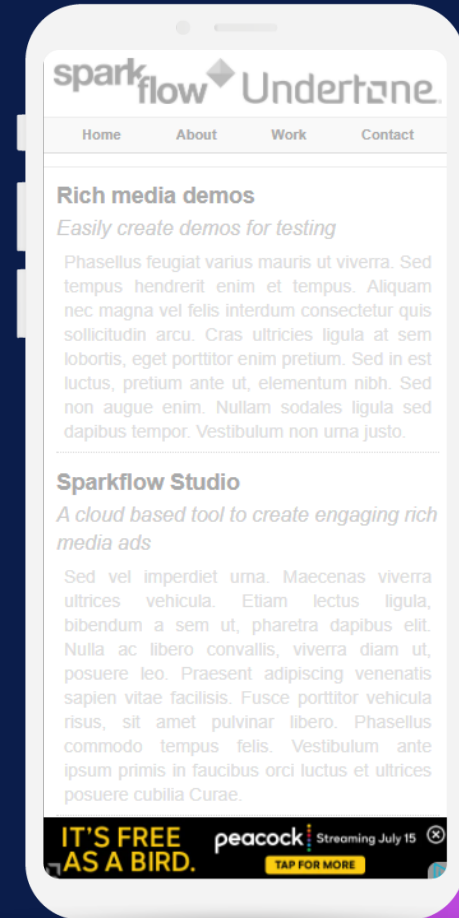 sparkflow Undertone.
Home About Work Contact
Rich media demos
Easily create demos for testing
Phasellus feugiat varius mauris ut viverra. Sed
tempus hendrerit enim et tempus. Aliquam
nec magna vel felis interdum consectetur quis
sollicitudin arcu. Cras ultricies ligula at sem
lobortis, eget porttitor enim pretium. Sed in est
luctus, pretium ante ut, elementum nibh. Sed
non augue enim. Nullam sodales ligula sed
dapibus tempor. Vestibulum non urna justo.
Sparkflow Studio
A cloud based tool to create engaging rich
media ads
Sed vel imperdiet urna. Maecenas viverra
ultrices vehicula. Etiam lectus ligula,
bibendum a sem ut, pharetra dapibus elit.
Nulla ac libero convallis, viverra diam ut,
posuere leo. Praesent adipiscing venenatis
sapien vitae facilisis. Fusce porttitor vehicula
risus, sit amet pulvinar libero. Phasellus
commodo tempus felis. Vestibulum ante
ipsum primis in faucibus orci luctus et ultrices
posuere cubilia Curae.
IT'S FREE
AS A BIRD.
peacock Streaming July 15
TAP FOR MORE